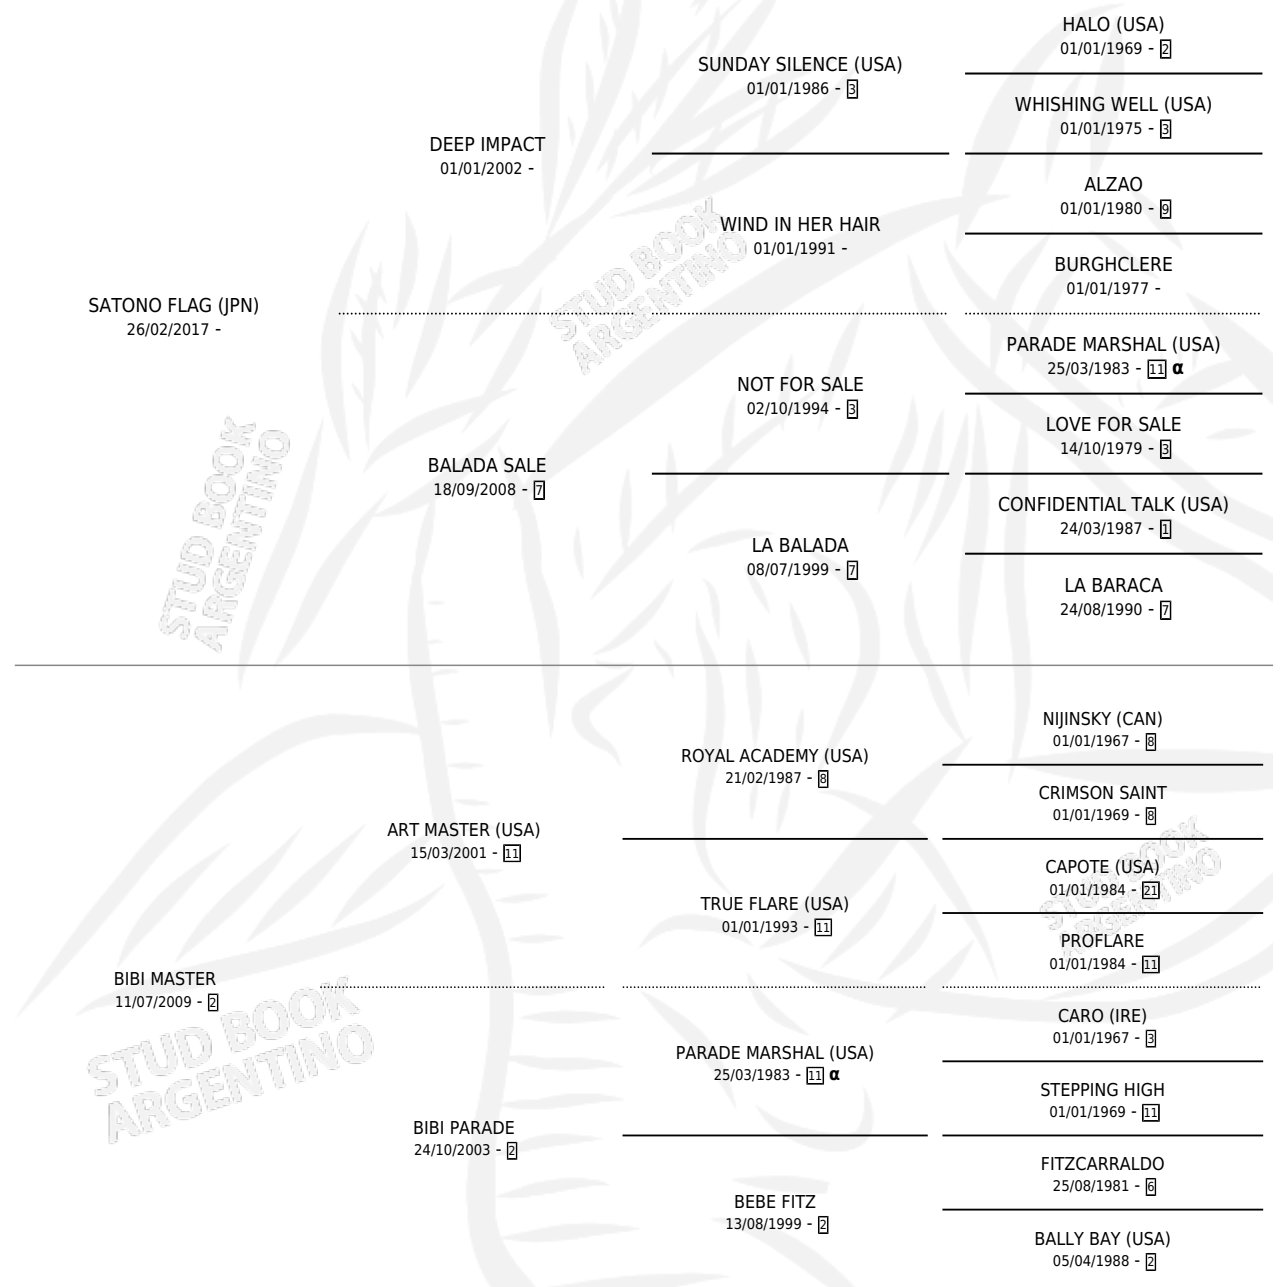 HALO (USA)
01/01/1969 - 2
SUNDAY SILENCE (USA)
01/01/1986 - 3
WHISHING WELL (USA)
01/01/1975 - 3
DEEP IMPACT
01/01/2002 -
ALZAO
01/01/1980 - 9
WIND IN HER HAIR
01/01/1991 -
BURGHCLERE
01/01/1977 -
SATONO FLAG (JPN)
26/02/2017 -
PARADE MARSHAL (USA)
25/03/1983 - 11 α
NOT FOR SALE
02/10/1994 - 3
LOVE FOR SALE
14/10/1979 - 3
BALADA SALE
18/09/2008 - 7
CONFIDENTIAL TALK (USA)
24/03/1987 - 1
LA BALADA
08/07/1999 - 7
LA BARACA
24/08/1990 - 7
NIJINSKY (CAN)
01/01/1967 - 8
ROYAL ACADEMY (USA)
21/02/1987 - 8
CRIMSON SAINT
01/01/1969 - 8
ART MASTER (USA)
15/03/2001 - 11
CAPOTE (USA)
01/01/1984 - 21
TRUE FLARE (USA)
01/01/1993 - 11
PROFLARE
01/01/1984 - 11
BIBI MASTER
11/07/2009 - 2
CARO (IRE)
01/01/1967 - 3
PARADE MARSHAL (USA)
25/03/1983 - 11 α
STEPPING HIGH
01/01/1969 - 11
BIBI PARADE
24/10/2003 - 2
FITZCARRALDO
25/08/1981 - 6
BEBE FITZ
13/08/1999 - 2
BALLY BAY (USA)
05/04/1988 - 2
STUD BOOK
ARGENTINO
STUD BOOK
ARGENTINO
STUD BOOK
ARGENTINO
STUD BOOK
ARGENTINO